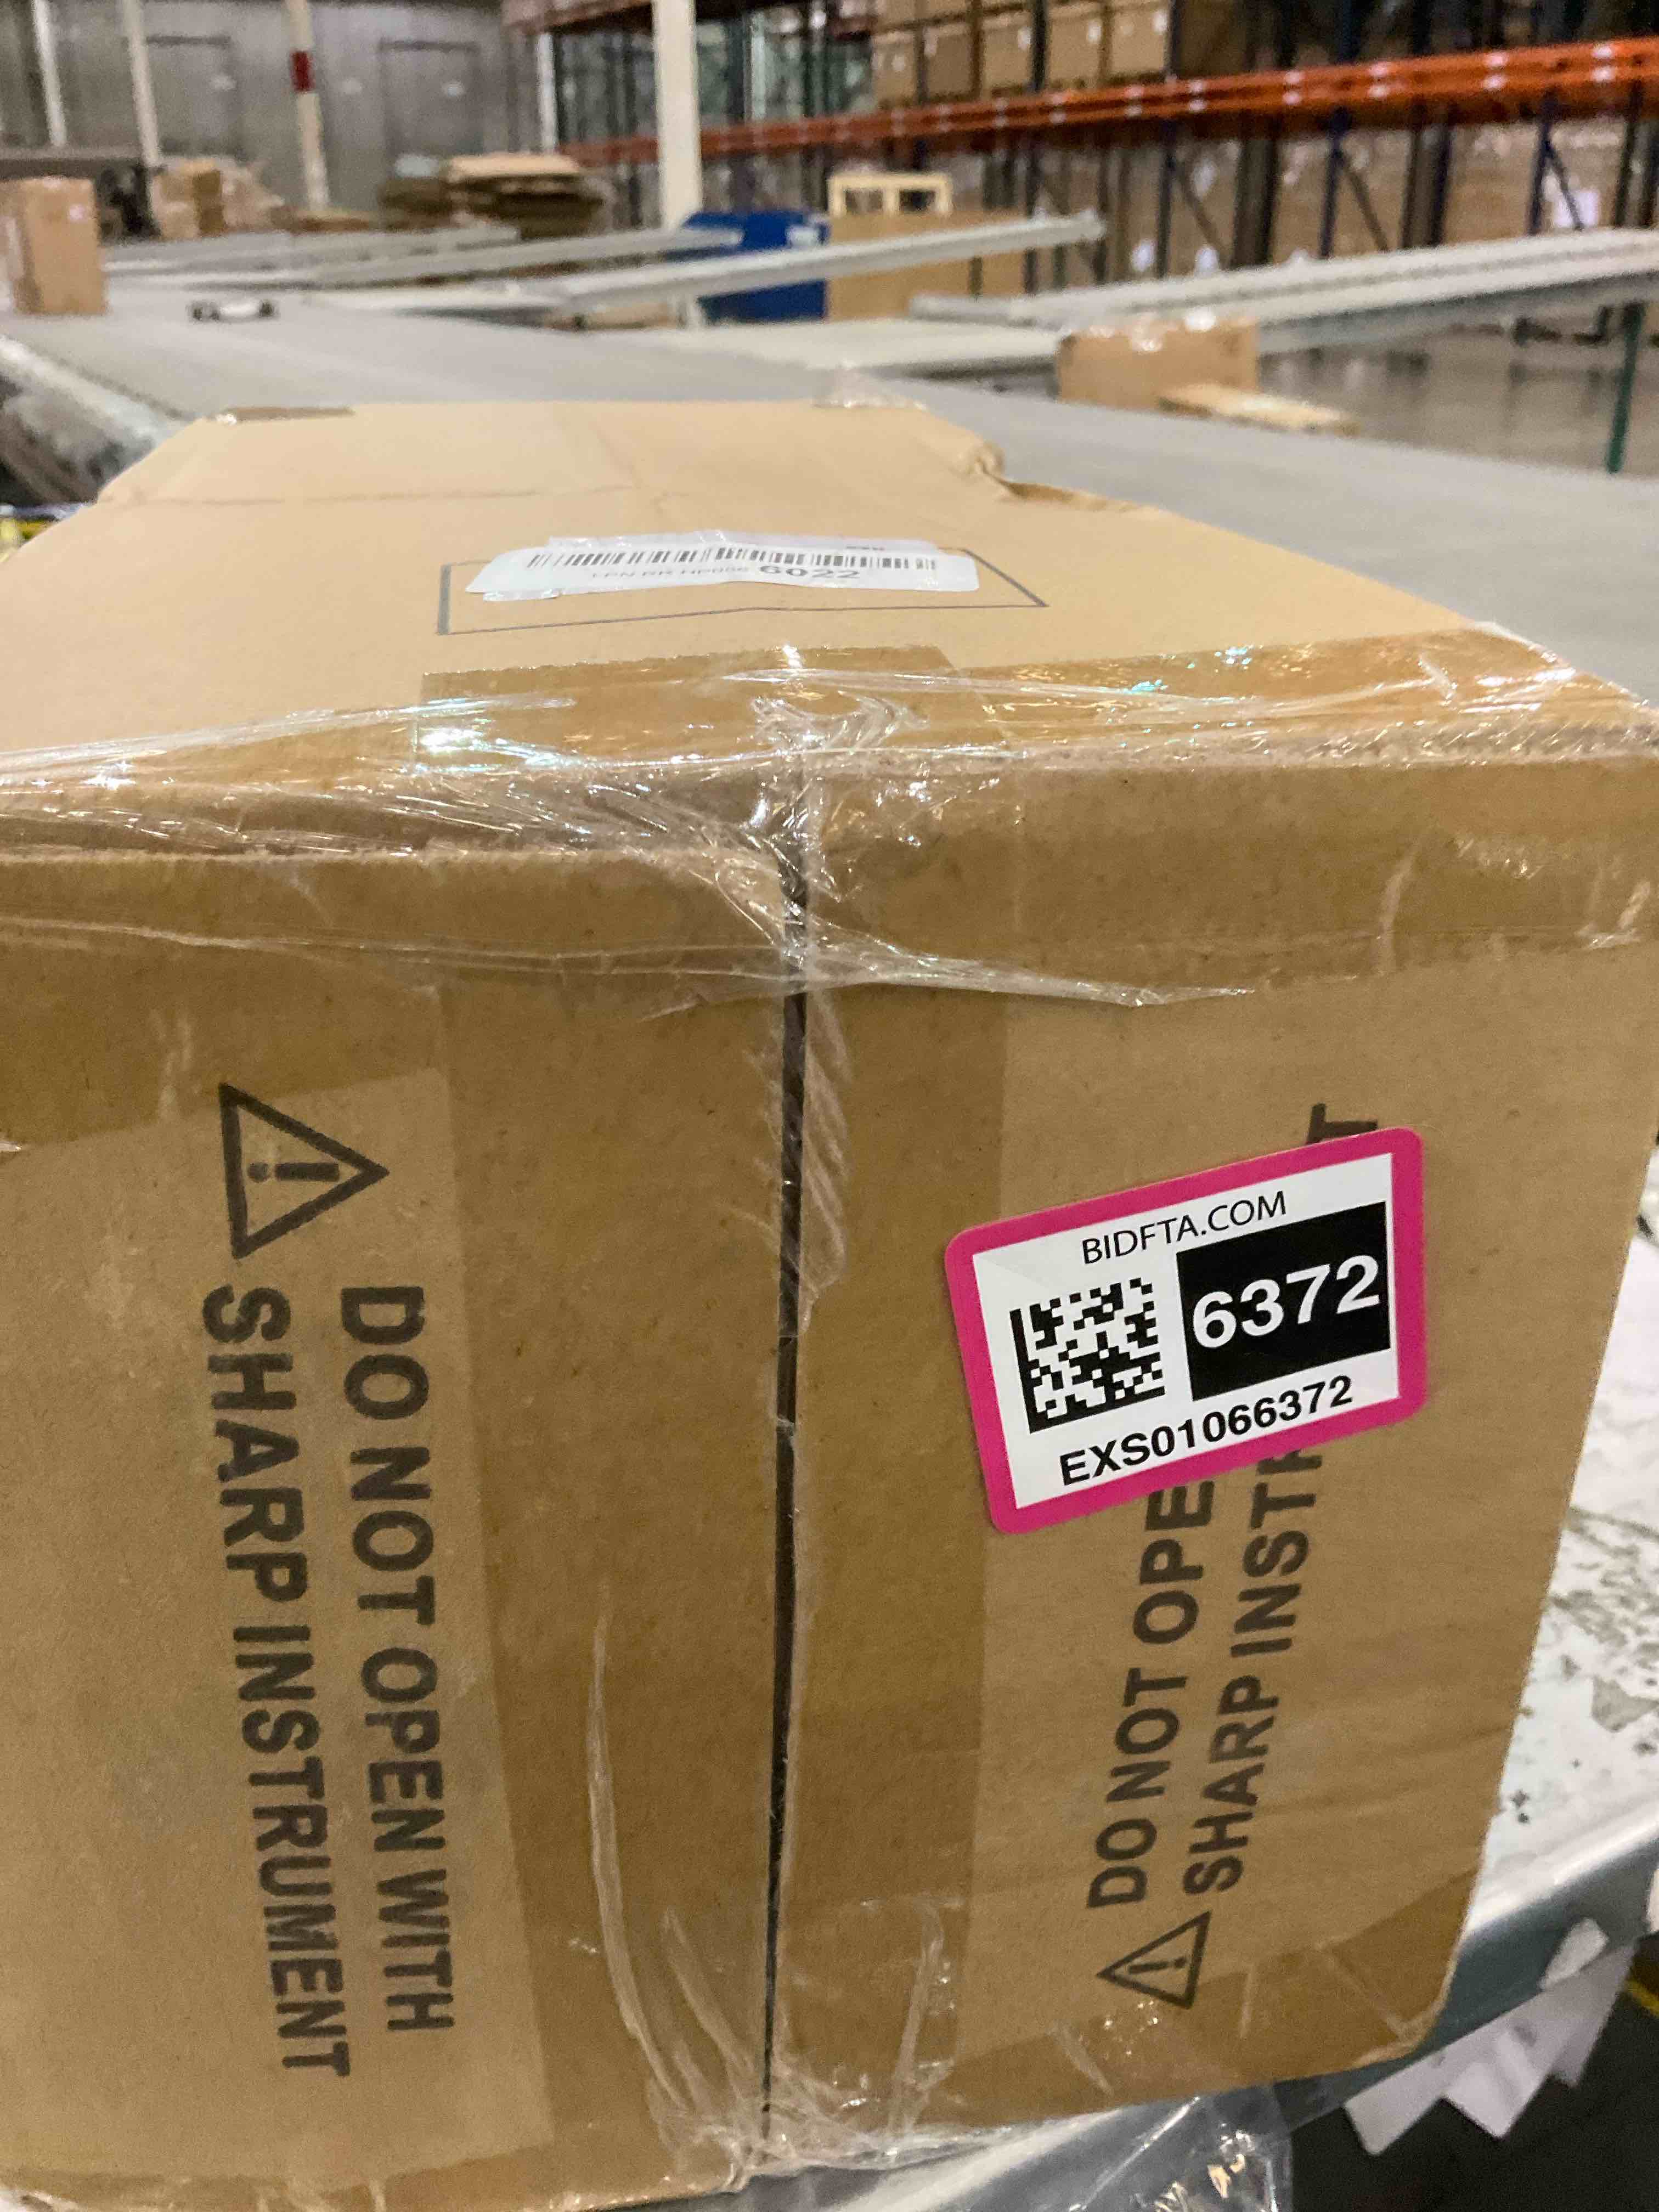 6022
DO NOT OPEN WITH
SHARP INSTRUMENT
BIDFTA.COM
6372
EXS01066372
DO NOT OPE
SHARP INSTR T